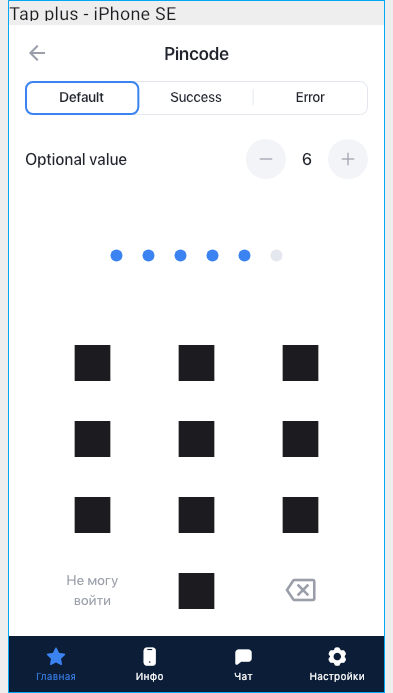 Tap plus - iPhone SE
Pincode
Default Success Error
Optional value 6
Не могу
войти
Главная Инфо Чат Настройки